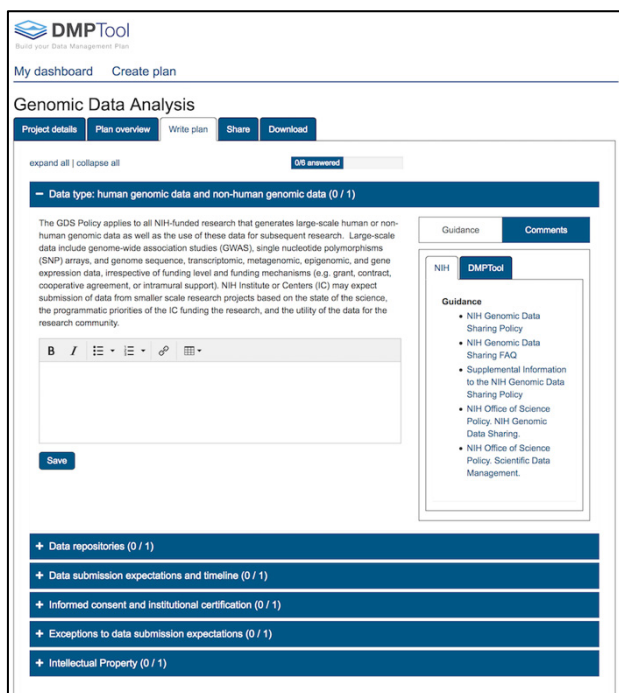 DMPTool
Build your Data Management Plan
My dashboard Create plan
Genomic Data Analysis
Project details Plan overview Write plan Share Download
expand all | collapse all
0/6 answered
− Data type: human genomic data and non-human genomic data (0 / 1)
The GDS Policy applies to all NIH-funded research that generates large-scale human or non-
human genomic data as well as the use of these data for subsequent research. Large-scale
data include genome-wide association studies (GWAS), single nucleotide polymorphisms
(SNP) arrays, and genome sequence, transcriptomic, metagenomic, epigenomic, and gene
expression data, irrespective of funding level and funding mechanisms (e.g. grant, contract,
cooperative agreement, or intramural support). NIH Institute or Centers (IC) may expect
submission of data from smaller scale research projects based on the state of the science,
the programmatic priorities of the IC funding the research, and the utility of the data for the
research community.
B I
Save
Guidance Comments
NIH DMPTool
Guidance
• NIH Genomic Data
Sharing Policy
• NIH Genomic Data
Sharing FAQ
• Supplemental Information
to the NIH Genomic Data
Sharing Policy
• NIH Office of Science
Policy. NIH Genomic
Data Sharing.
• NIH Office of Science
Policy. Scientific Data
Management.
+ Data repositories (0 / 1)
+ Data submission expectations and timeline (0 / 1)
+ Informed consent and institutional certification (0 / 1)
+ Exceptions to data submission expectations (0 / 1)
+ Intellectual Property (0 / 1)